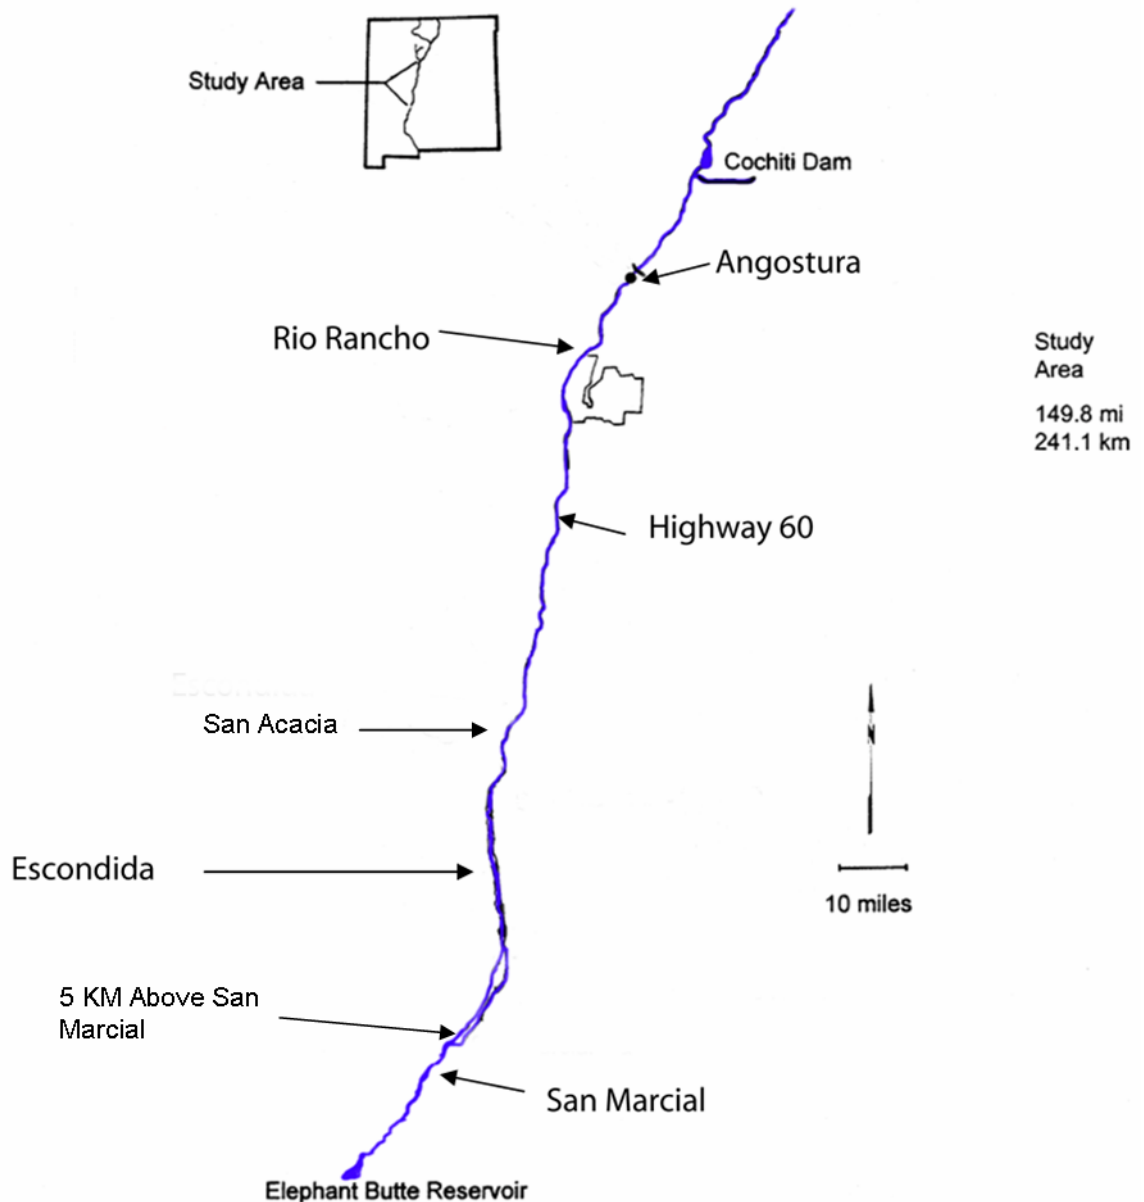 Study Area
Cochiti Dam
Angostura
Rio Rancho
Study
Area
149.8 mi
241.1 km
Highway 60
San Acacia
N
Escondida
10 miles
5 KM Above San
Marcial
San Marcial
Elephant Butte Reservoir